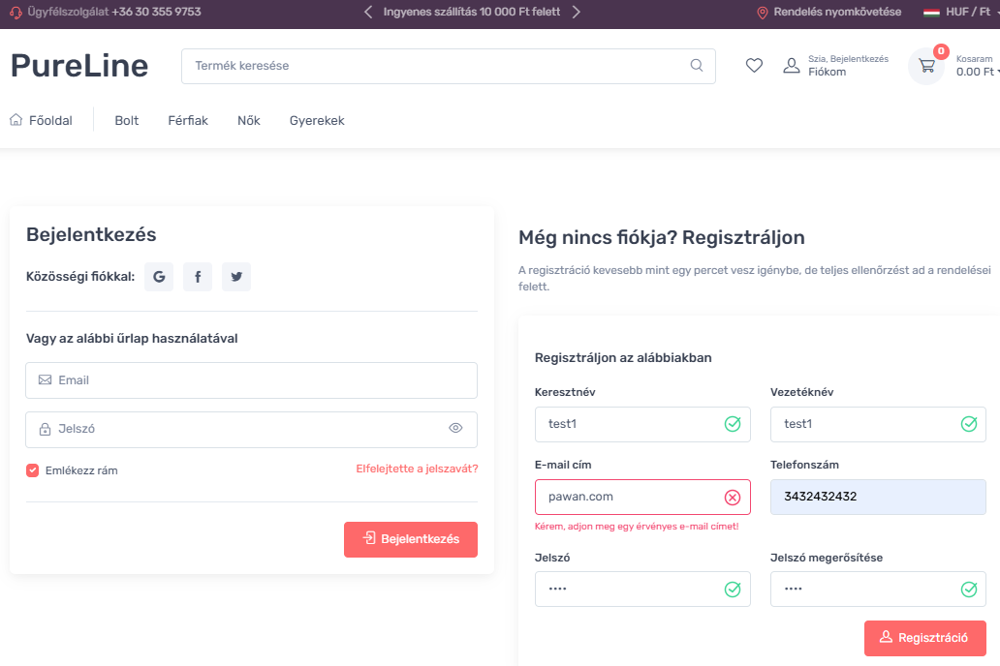 Ügyfélszolgálat +36 30 355 9753
Ingyenes szállítás 10 000 Ft felett
Rendelés nyomkövetése
HUF / Ft
PureLine
Termék keresése
Szia, Bejelentkezés
Fiókom
0
Kosaram
0.00 Ft
Főoldal
Bolt
Férfiak
Nők
Gyerekek
Bejelentkezés
Közösségi fiókkal:
Vagy az alábbi űrlap használatával
Email
Jelszó
Emlékezz rám
Elfelejtette a jelszavát?
Bejelentkezés
Még nincs fiókja? Regisztráljon
A regisztráció kevesebb mint egy percet vesz igénybe, de teljes ellenőrzést ad a rendelései
felett.
Regisztráljon az alábbiakban
Keresztnév
Vezetéknév
test1
test1
E-mail cím
Telefonszám
pawan.com
3432432432
Kérem, adjon meg egy érvényes e-mail címet!
Jelszó
Jelszó megerősítése
••••
••••
Regisztráció